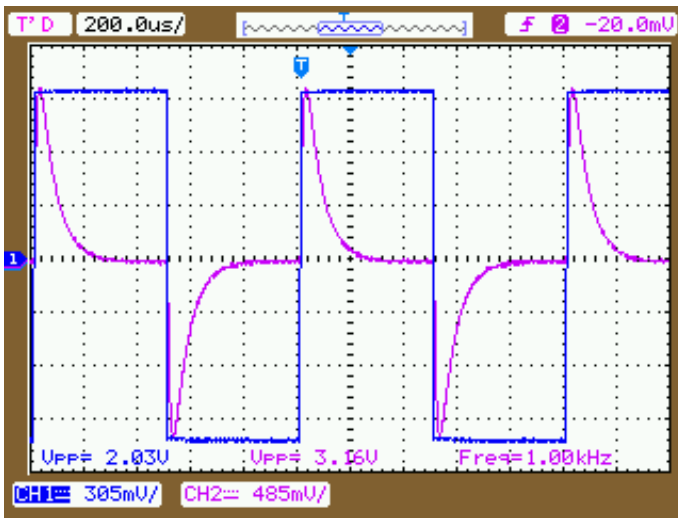 T'D 200.0us/ T 2 -20.0mV
T
1
Vpp= 2.03V Vpp= 3.16V Freq=1.00kHz
CH1 305mV/ CH2 485mV/